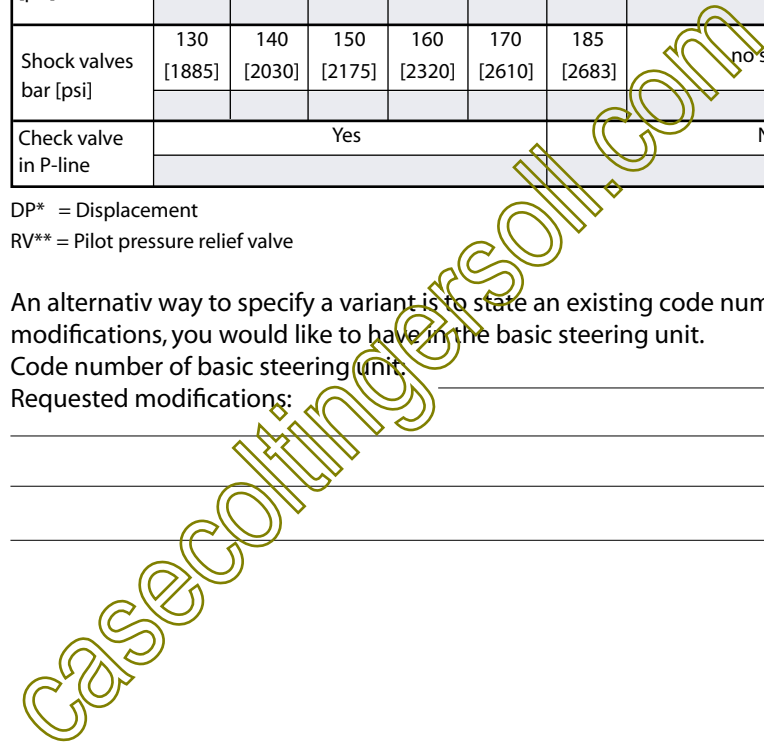 130 140 150 160 170 185
Shock valves bar [psi] [1885] [2030] [2175] [2320] [2610] [2683] no
Check valve in P-line Yes
DP* = Displacement
RV** = Pilot pressure relief valve
An alternativ way to specify a variant is to state an existing code
modifications, you would like to have in the basic steering unit.
Code number of basic steering unit:
Requested modifications:
casecoltingersoll.com